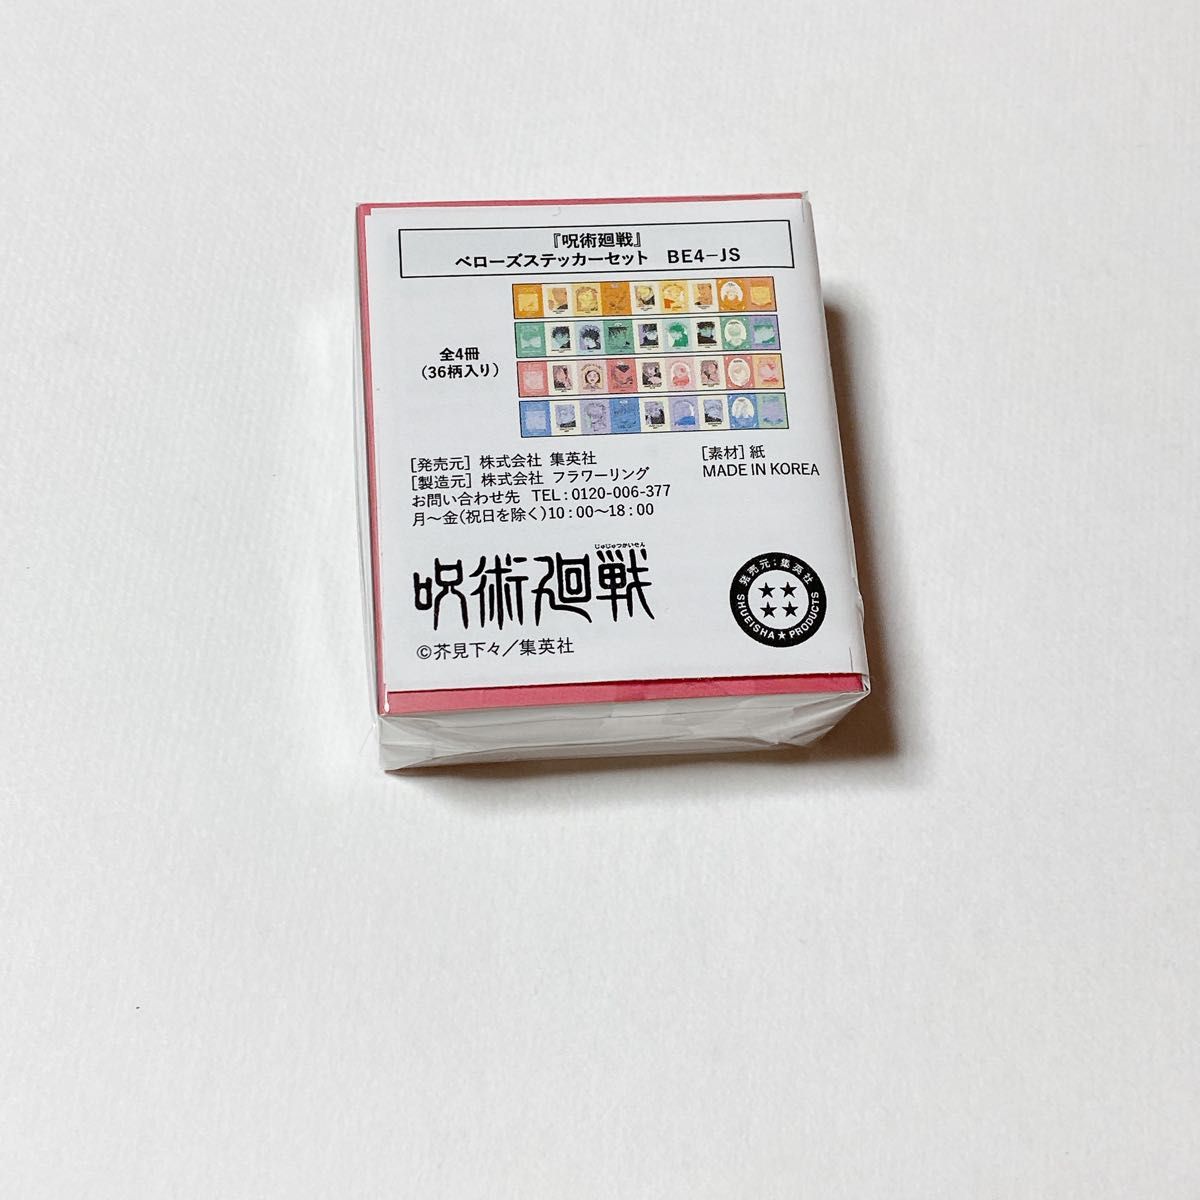 『呪術廻戦』
ベローズステッカーセット BE4-JS
全4冊
(36柄入り)
[発売元] 株式会社 集英社
[製造元] 株式会社 フラワーリング
お問い合わせ先 TEL:0120-006-377
月〜金(祝日を除く)10:00〜18:00
[素材] 紙
MADE IN KOREA
じゅじゅつかいせん
呪術廻戦
©芥見下々/集英社
発売元:集英社
SHUEISHA★PRODUCTS